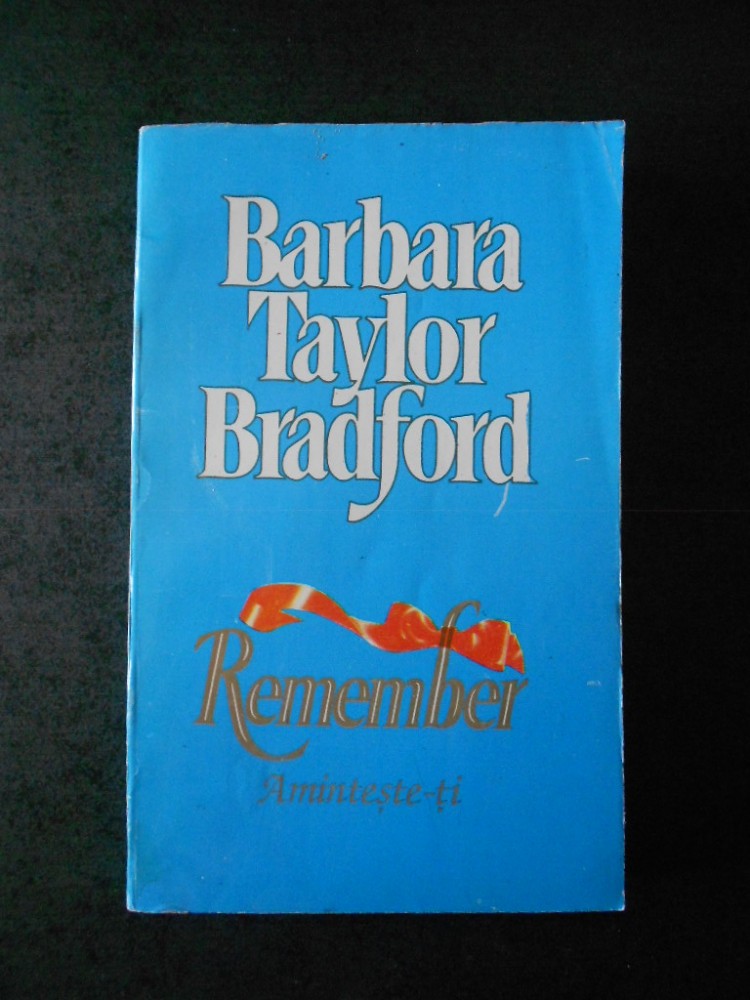 Barbara
Taylor
Bradford
Remember
Amintește-ți